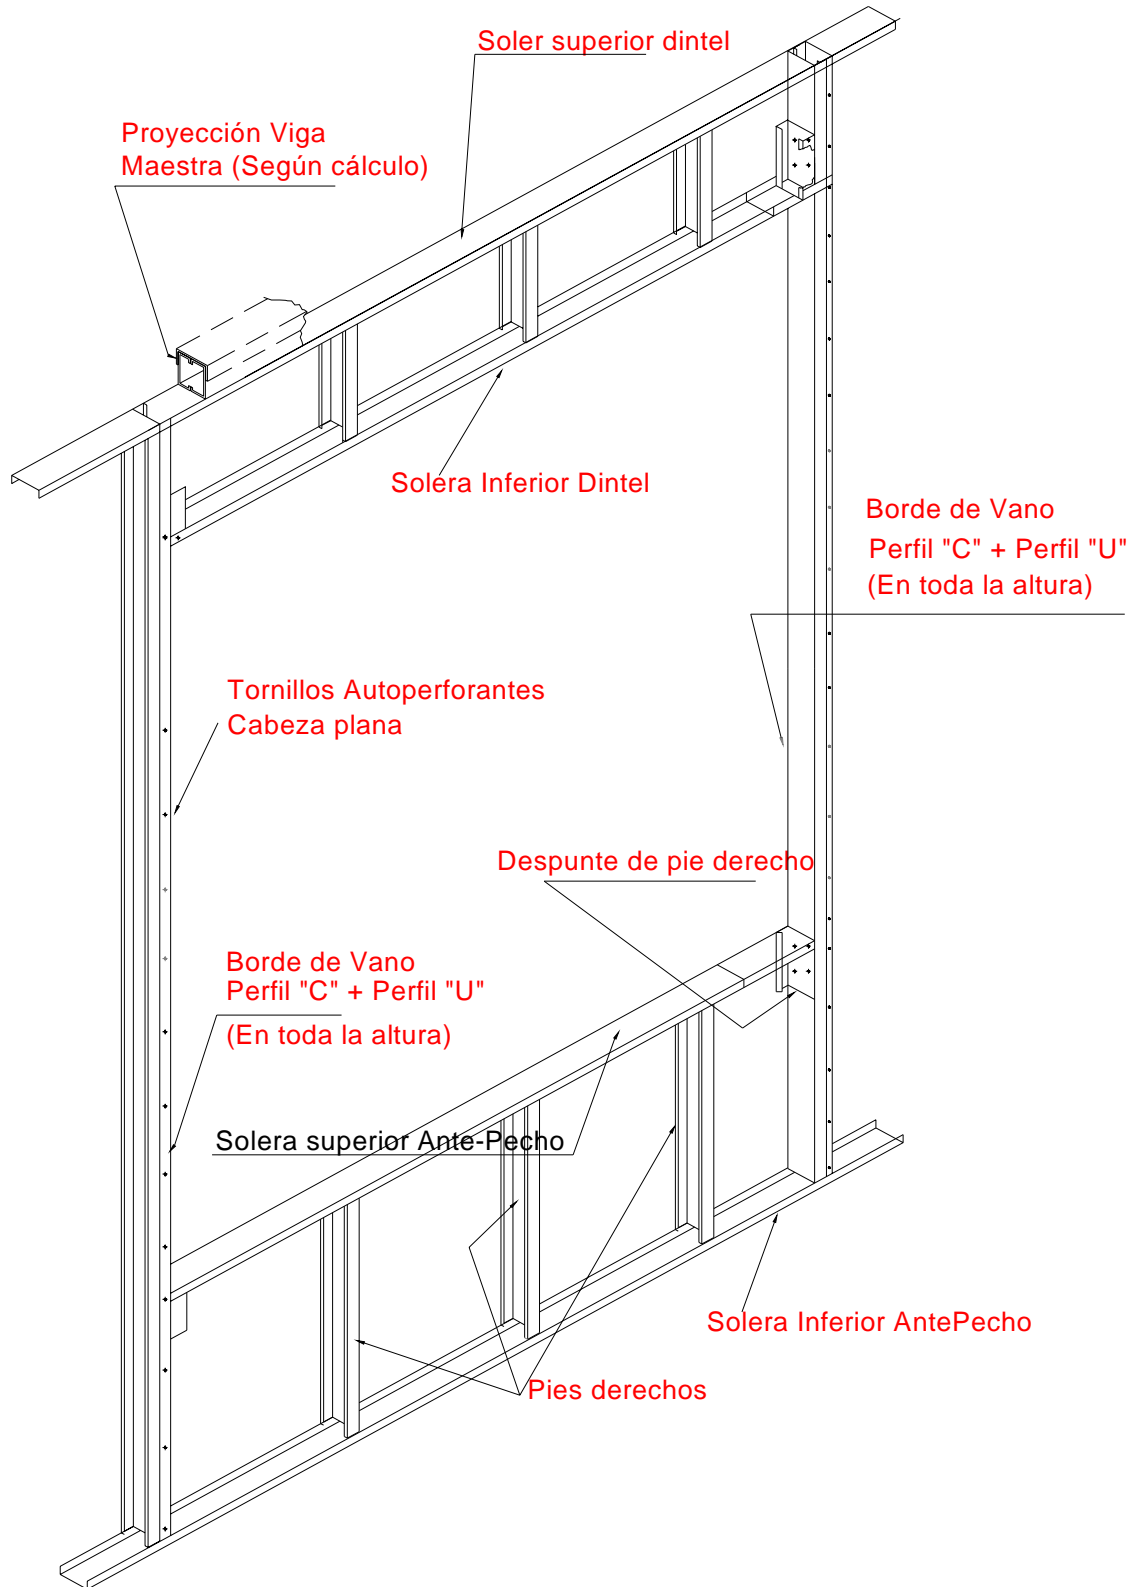 Soler superior dintel
Proyección Viga
Maestra (Según cálculo)
Solera Inferior Dintel
Borde de Vano
Perfil "C" + Perfil "U"
(En toda la altura)
Tornillos Autoperforantes
Cabeza plana
Despunte de pie derecho
Borde de Vano
Perfil "C" + Perfil "U"
(En toda la altura)
Solera superior Ante-Pecho
Solera Inferior AntePecho
Pies derechos